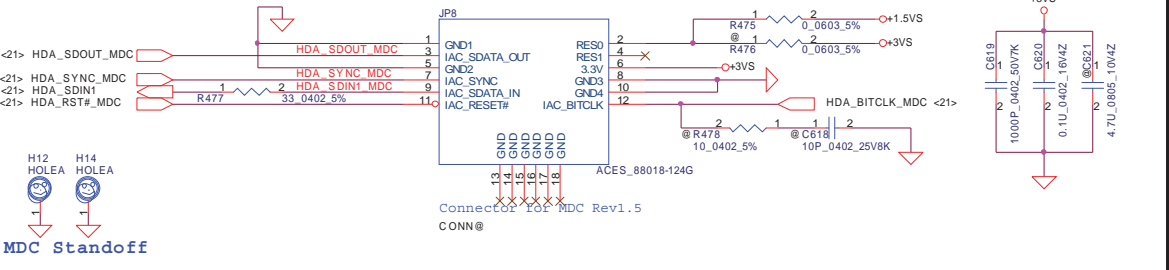 JP8
<21> HDA_SDOUT_MDC
HDA_SDOUT_MDC
<21> HDA_SYNC_MDC
HDA_SYNC_MDC
<21> HDA_SDIN1
R477
1
2
33_0402_5%
HDA_SDIN1_MDC
<21> HDA_RST#_MDC
1
GND1
3
IAC_SDATA_OUT
5
GND2
7
IAC_SYNC
9
IAC_SDATA_IN
11
IAC_RESET#
RES0
2
RES1
4
3.3V
6
GND3
8
GND4
10
IAC_BITCLK
12
GND
GND
GND
GND
GND
GND
13
14
15
16
17
18
ACES_88018-124G
Connector for MDC Rev1.5
CONN@
1
2
R475
0_0603_5%
+1.5VS
@
1
2
R476
0_0603_5%
+3VS
+3VS
HDA_BITCLK_MDC <21>
@
R478
2
1
10_0402_5%
@
C618
1
2
10P_0402_25V8K
C619
1
2
1000P_0402_50V7K
C620
1
2
0.1U_0402_16V4Z
@C621
1
2
4.7U_0805_10V4Z
H12
HOLEA
1
H14
HOLEA
1
MDC Standoff